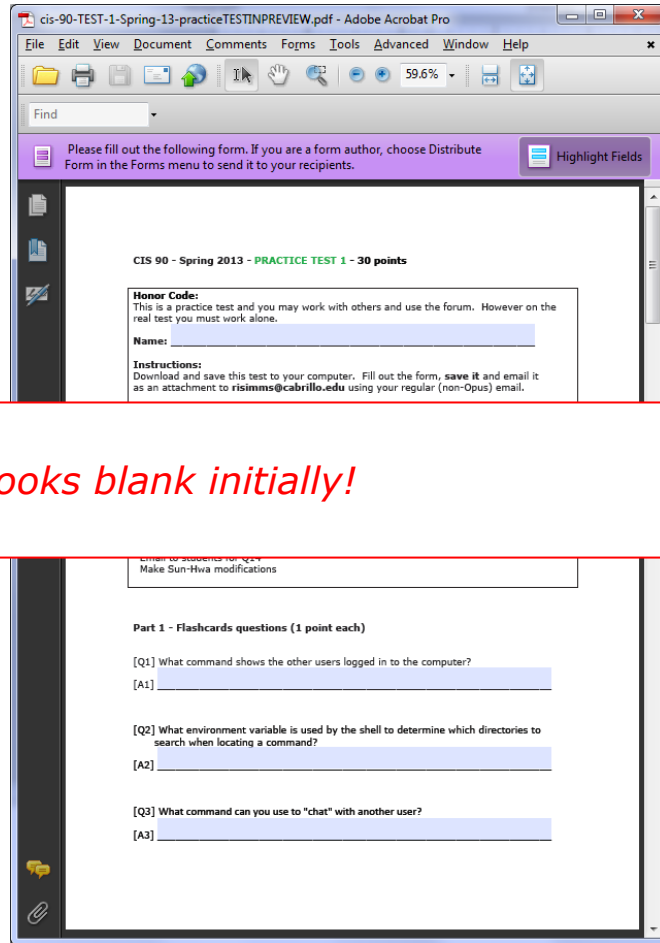 cis-90-TEST-1-Spring-13-practiceTESTINPREVIEW.pdf - Adobe Acrobat Pro
File Edit View Document Comments Forms Tools Advanced Window Help
59.6%
Find
Please fill out the following form. If you are a form author, choose Distribute
Form in the Forms menu to send it to your recipients.
Highlight Fields
CIS 90 - Spring 2013 - PRACTICE TEST 1 - 30 points
Honor Code:
This is a practice test and you may work with others and use the forum. However on the
real test you must work alone.
Name:
Instructions:
Download and save this test to your computer. Fill out the form, save it and email it
as an attachment to risimms@cabrillo.edu using your regular (non-Opus) email.
ooks blank initially!
Email to students for Q14
Make Sun-Hwa modifications
Part 1 - Flashcards questions (1 point each)
[Q1] What command shows the other users logged in to the computer?
[A1]
[Q2] What environment variable is used by the shell to determine which directories to
search when locating a command?
[A2]
[Q3] What command can you use to "chat" with another user?
[A3]